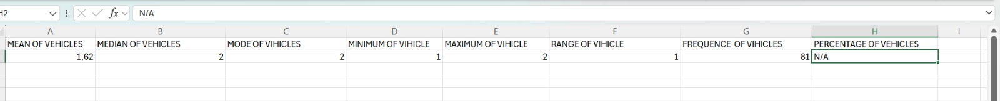 H2 fx N/A
A B C D E F G H I
MEAN OF VEHICLES MEDIAN OF VEHICLES MODE OF VIHICLES MINIMUM OF VIHICLE MAXIMUM OF VIHICLE RANGE OF VIHICLE FREQUENCE OF VIHICLES PERCENTAGE OF VEHICLES
1,62 2 2 1 2 1 81 N/A